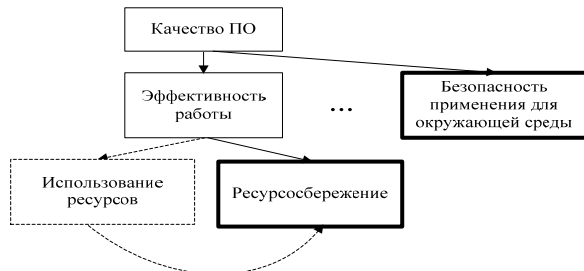 Качество ПО
Эффективность
работы
...
Безопасность
применения для
окружающей среды
Использование
ресурсов
Ресурсосбережение